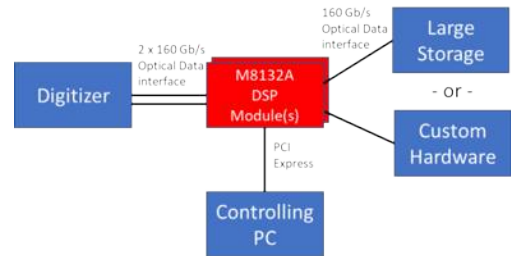 Digitizer
2 x 160 Gb/s
Optical Data
interface
M8132A
DSP
Module(s)
160 Gb/s
Optical Data
interface
Large
Storage
- or -
Custom
Hardware
PCI
Express
Controlling
PC